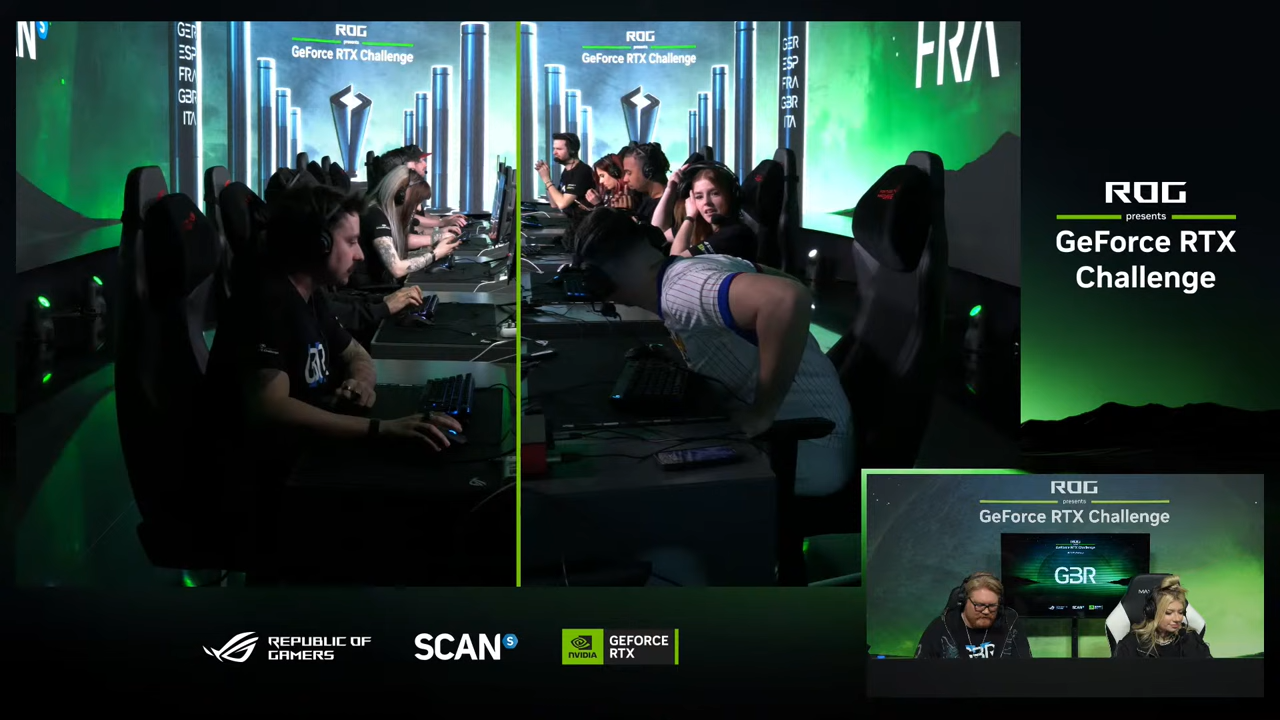 N S
GER
ESP
FRA
GBR
ITA
ROG
presents
GeForce RTX Challenge
ROG
presents
GeForce RTX Challenge
GER
ESP
FRA
GBR
ITA
FRA
GBR
ROG
presents
GeForce RTX
Challenge
ROG
presents
GeForce RTX Challenge
GBR
GBR
REPUBLIC OF
GAMERS
SCAN S
NVIDIA
GEFORCE
RTX